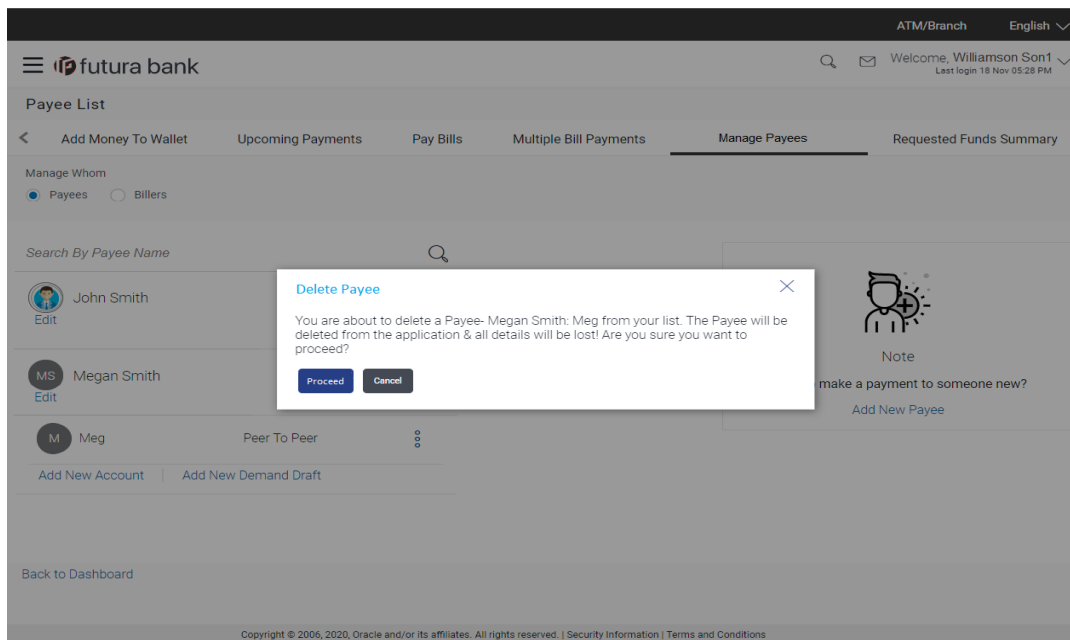 ATM/Branch English
futura bank
Welcome, Williamson Son1
Last login 18 Nov 05:28 PM
Payee List
Add Money To Wallet Upcoming Payments Pay Bills Multiple Bill Payments Manage Payees Requested Funds Summary
Manage Whom
Payees Billers
Search By Payee Name
John Smith
Edit
MS Megan Smith
Edit
M Meg Peer To Peer
Add New Account Add New Demand Draft
Delete Payee
You are about to delete a Payee- Megan Smith: Meg from your list. The Payee will be
deleted from the application & all details will be lost! Are you sure you want to
proceed?
Proceed Cancel
Note
make a payment to someone new?
Add New Payee
Back to Dashboard
Copyright © 2006, 2020, Oracle and/or its affiliates. All rights reserved. | Security Information | Terms and Conditions